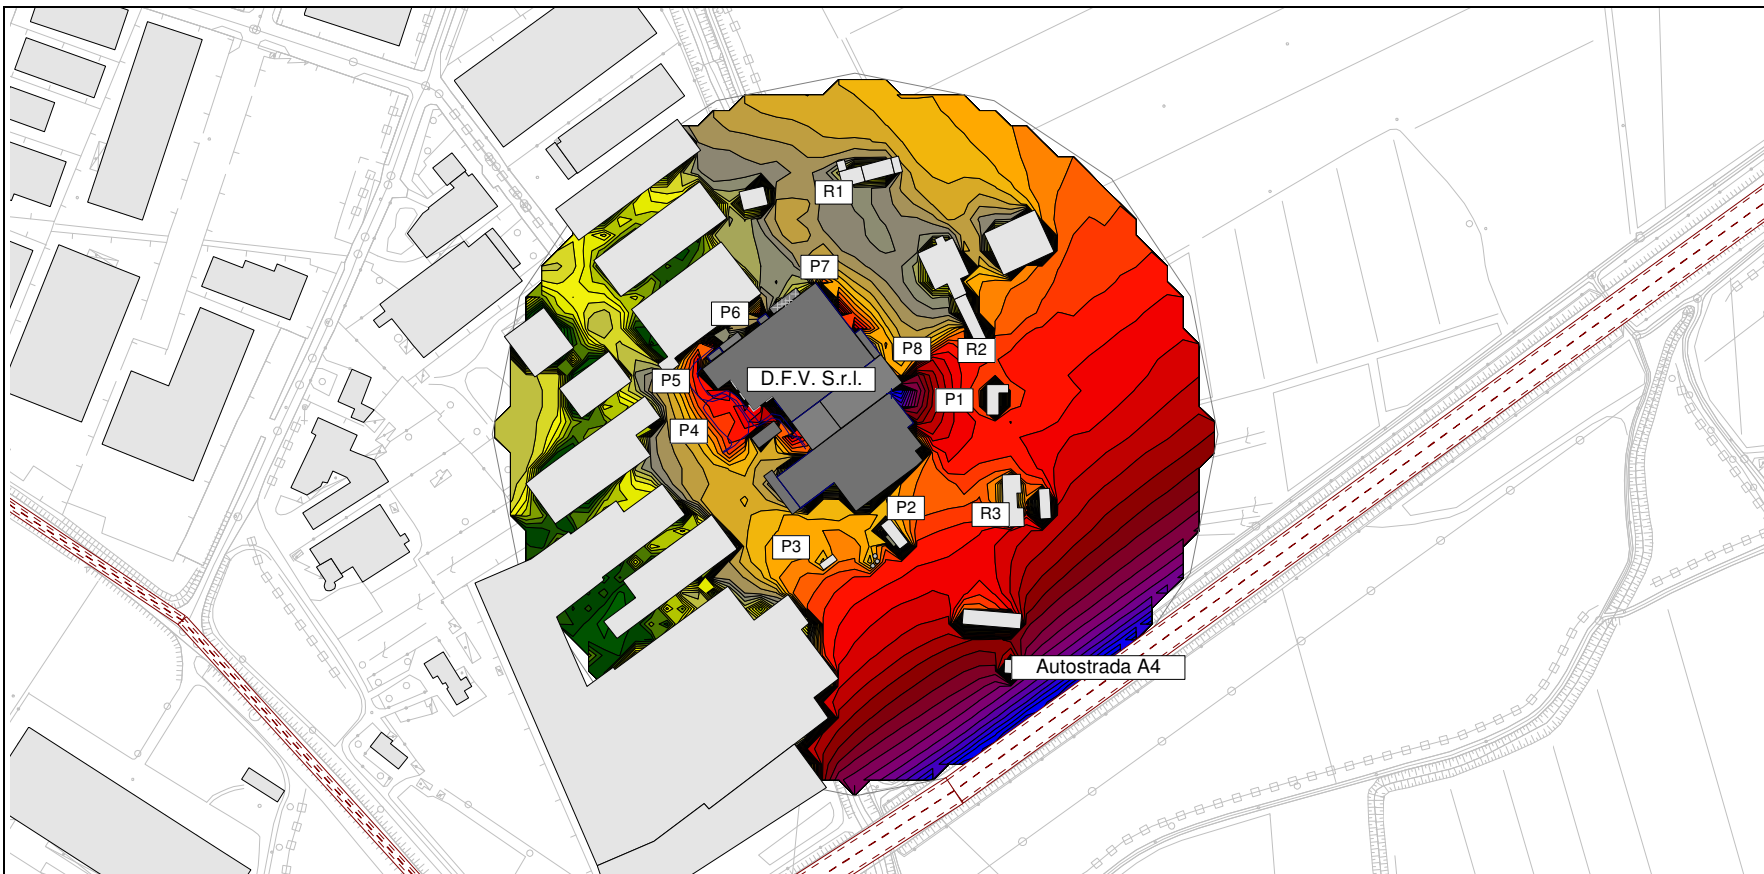 R1
P7
P6
P8
R2
P5
D.F.V. S.r.l.
P1
P4
P2
R3
P3
Autostrada A4